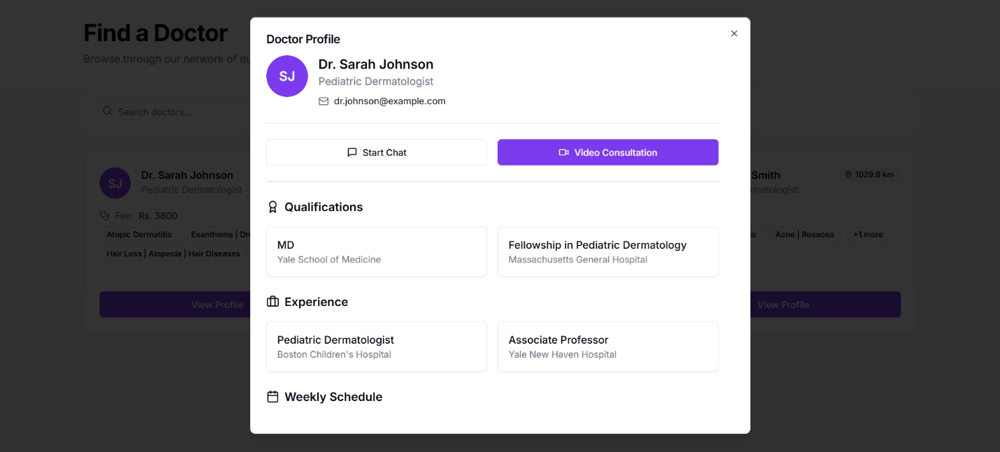 Find a Doctor
Browse through our network of qu
Search doctors...
SJ
Dr. Sarah Johnson
Pediatric Dermatologist
Fee: Rs. 3800
Atopic Dermatitis
Exanthems | Dr
Hair Loss | Alopecia | Hair Diseases
View Profile
Doctor Profile
SJ
Dr. Sarah Johnson
Pediatric Dermatologist
dr.johnson@example.com
Start Chat
Video Consultation
Qualifications
MD
Yale School of Medicine
Fellowship in Pediatric Dermatology
Massachusetts General Hospital
Experience
Pediatric Dermatologist
Boston Children's Hospital
Associate Professor
Yale New Haven Hospital
Weekly Schedule
Smith
1029.6 km
rmatologist
is
Acne | Rosacea
+1 more
View Profile